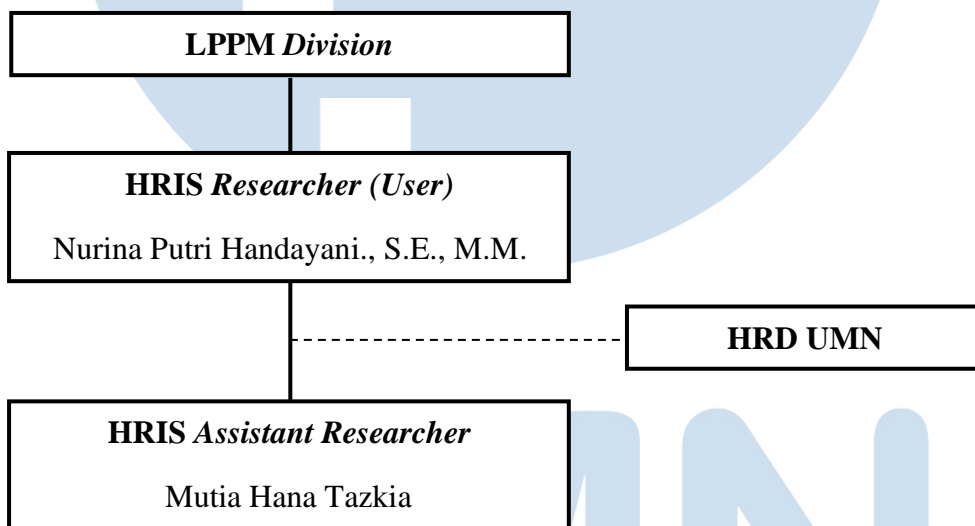 LPPM Division
HRIS Researcher (User)
Nurina Putri Handayani., S.E., M.M.
HRD UMN
HRIS Assistant Researcher
Mutia Hana Tazkia